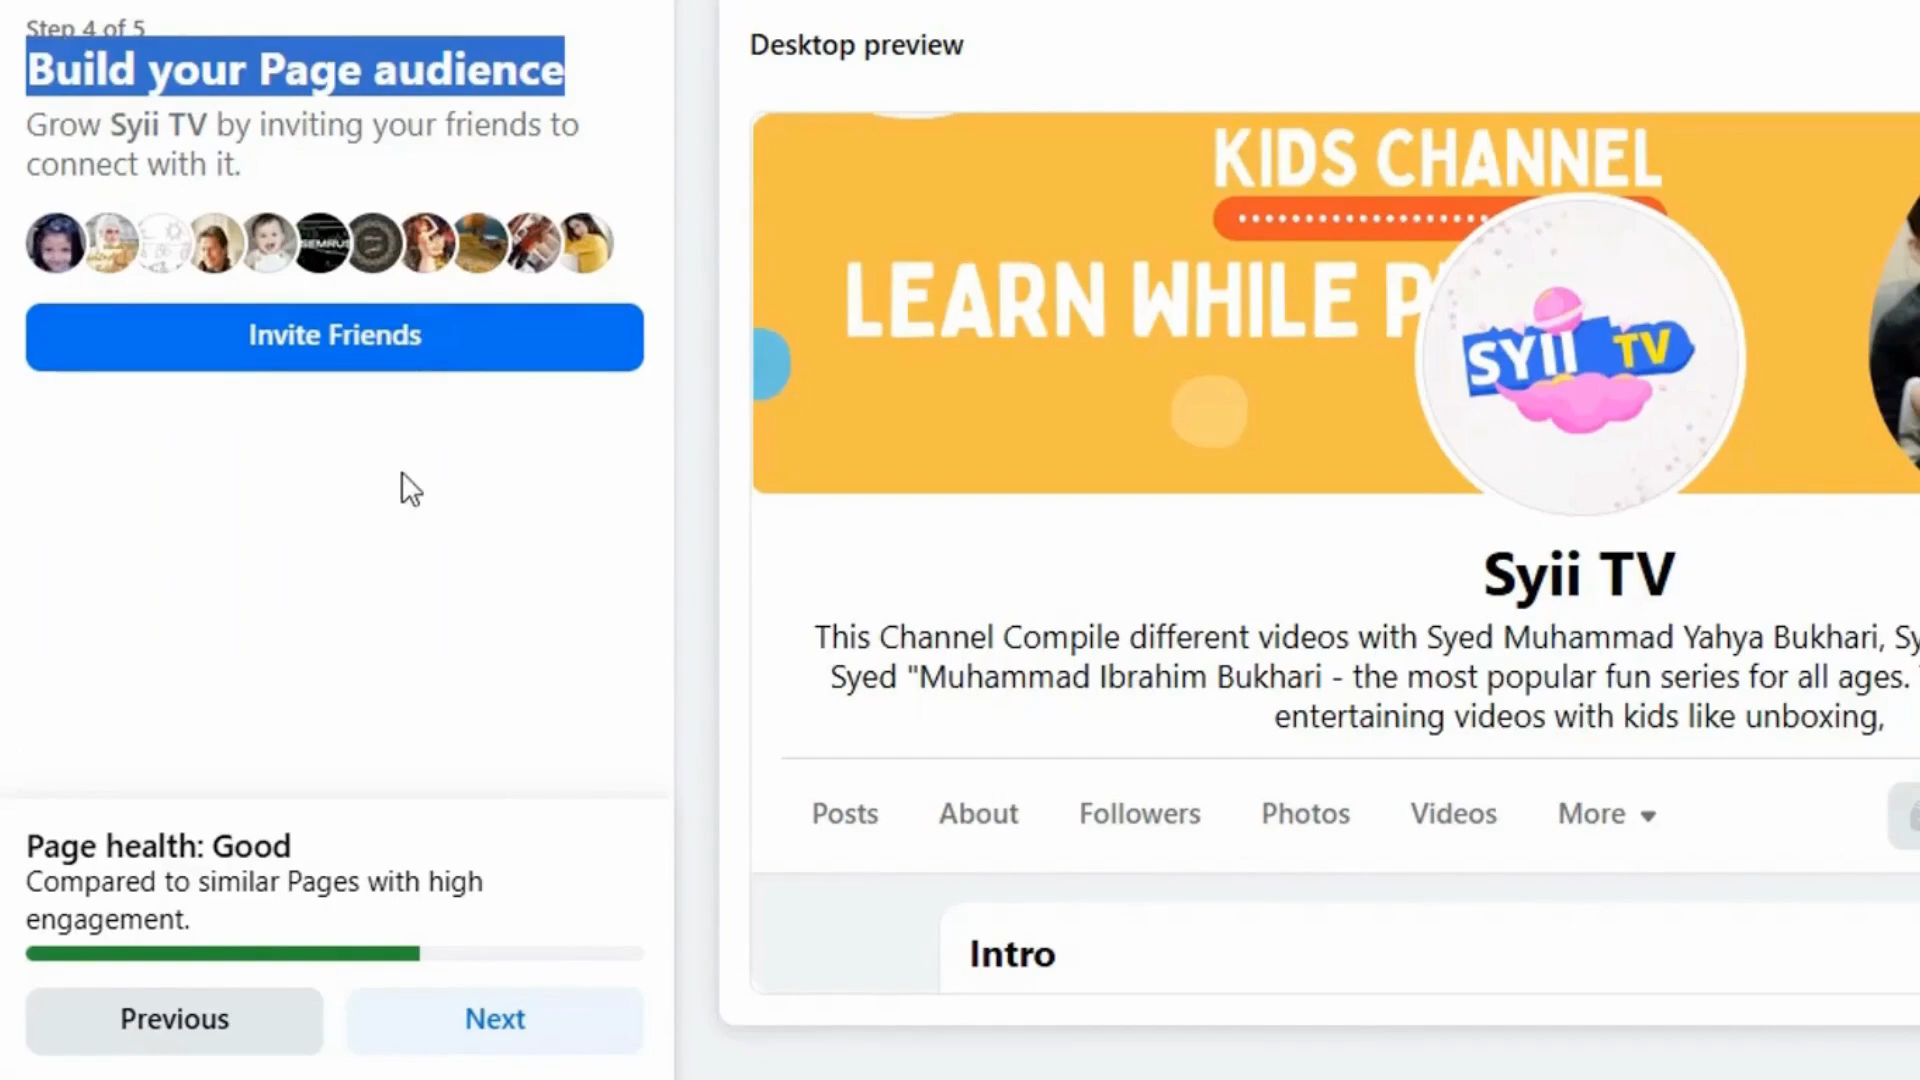 Step 4 of 5
Build your Page audience
Grow Syii TV by inviting your friends to
connect with it.
SEMRUS
Invite Friends
Page health: Good
Compared to similar Pages with high
engagement.
Previous
Next
Desktop preview
KIDS CHANNEL
LEARN WHILE P
SYII TV
Syii TV
This Channel Compile different videos with Syed Muhammad Yahya Bukhari, Sy
Syed "Muhammad Ibrahim Bukhari - the most popular fun series for all ages.
entertaining videos with kids like unboxing,
Posts
About
Followers
Photos
Videos
More
Intro